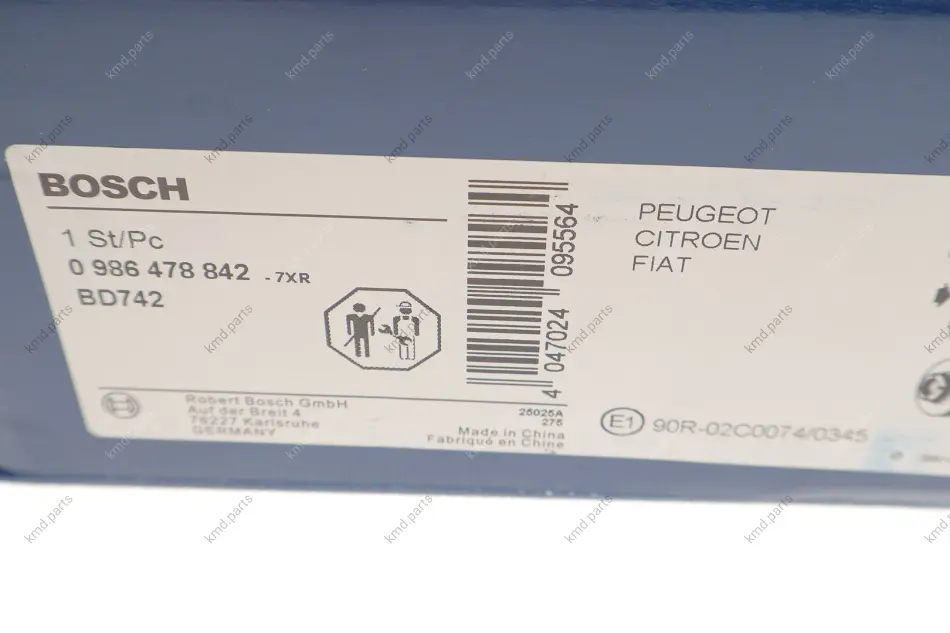 BOSCH
1 St/Pc
0 986 478 842 - 7XR
BD742
Robert Bosch GmbH
Auf der Breit 4
76227 Karlsruhe
GERMANY
4 047024 095564
25025A
275
Made in China
Fabriqué en Chine
PEUGEOT
CITROEN
FIAT
E1 90R-02C0074/0345
kmd.parts